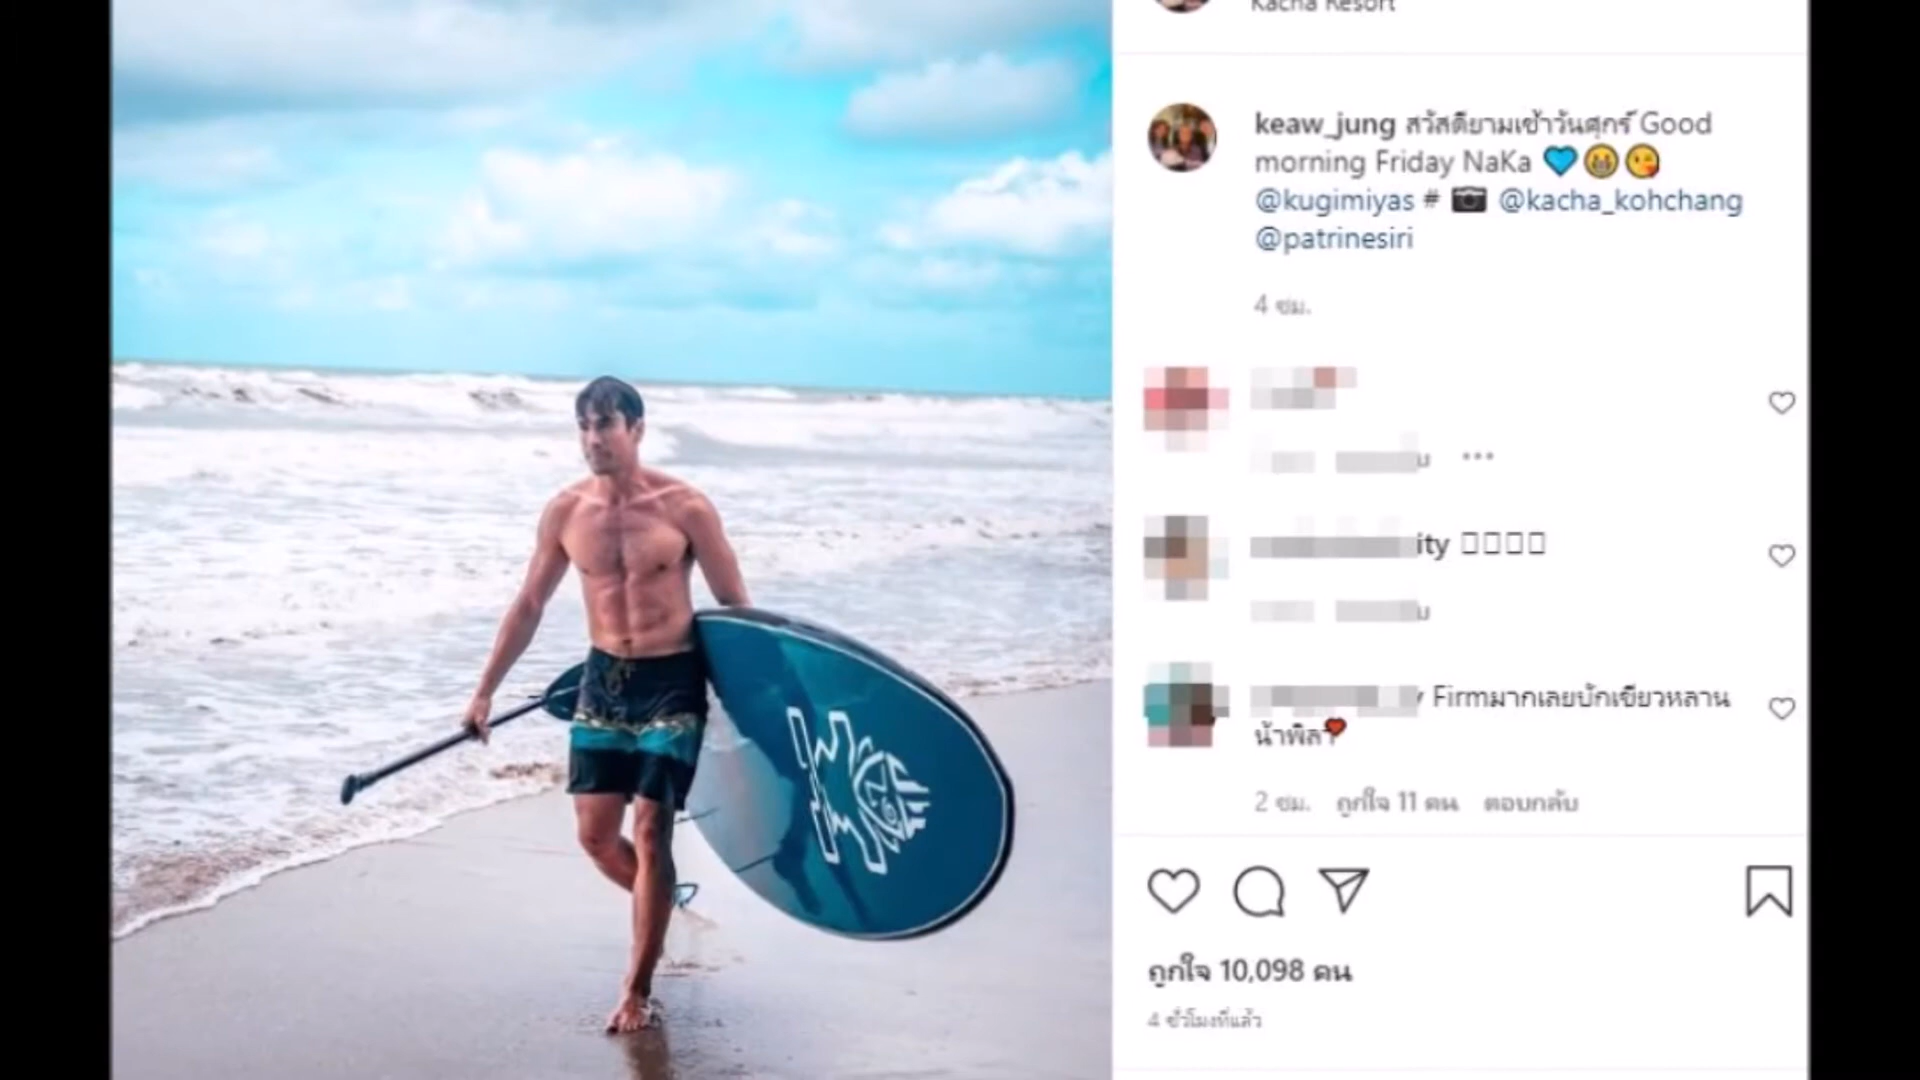 Kacha Resort
keaw_jung สวัสดียามเช้าวันศุกร์ Good
morning Friday NaKa 💙😆😘
@kugimiyas # 📷 @kacha_kohchang
@patrinesiri
4 ชม.
ity
Firmมากเลยบักเขียวหลาน
น้าพิลา❤
2 ชม. ถูกใจ 11 คน ตอบกลับ
ถูกใจ 10,098 คน
4 ชั่วโมงที่แล้ว